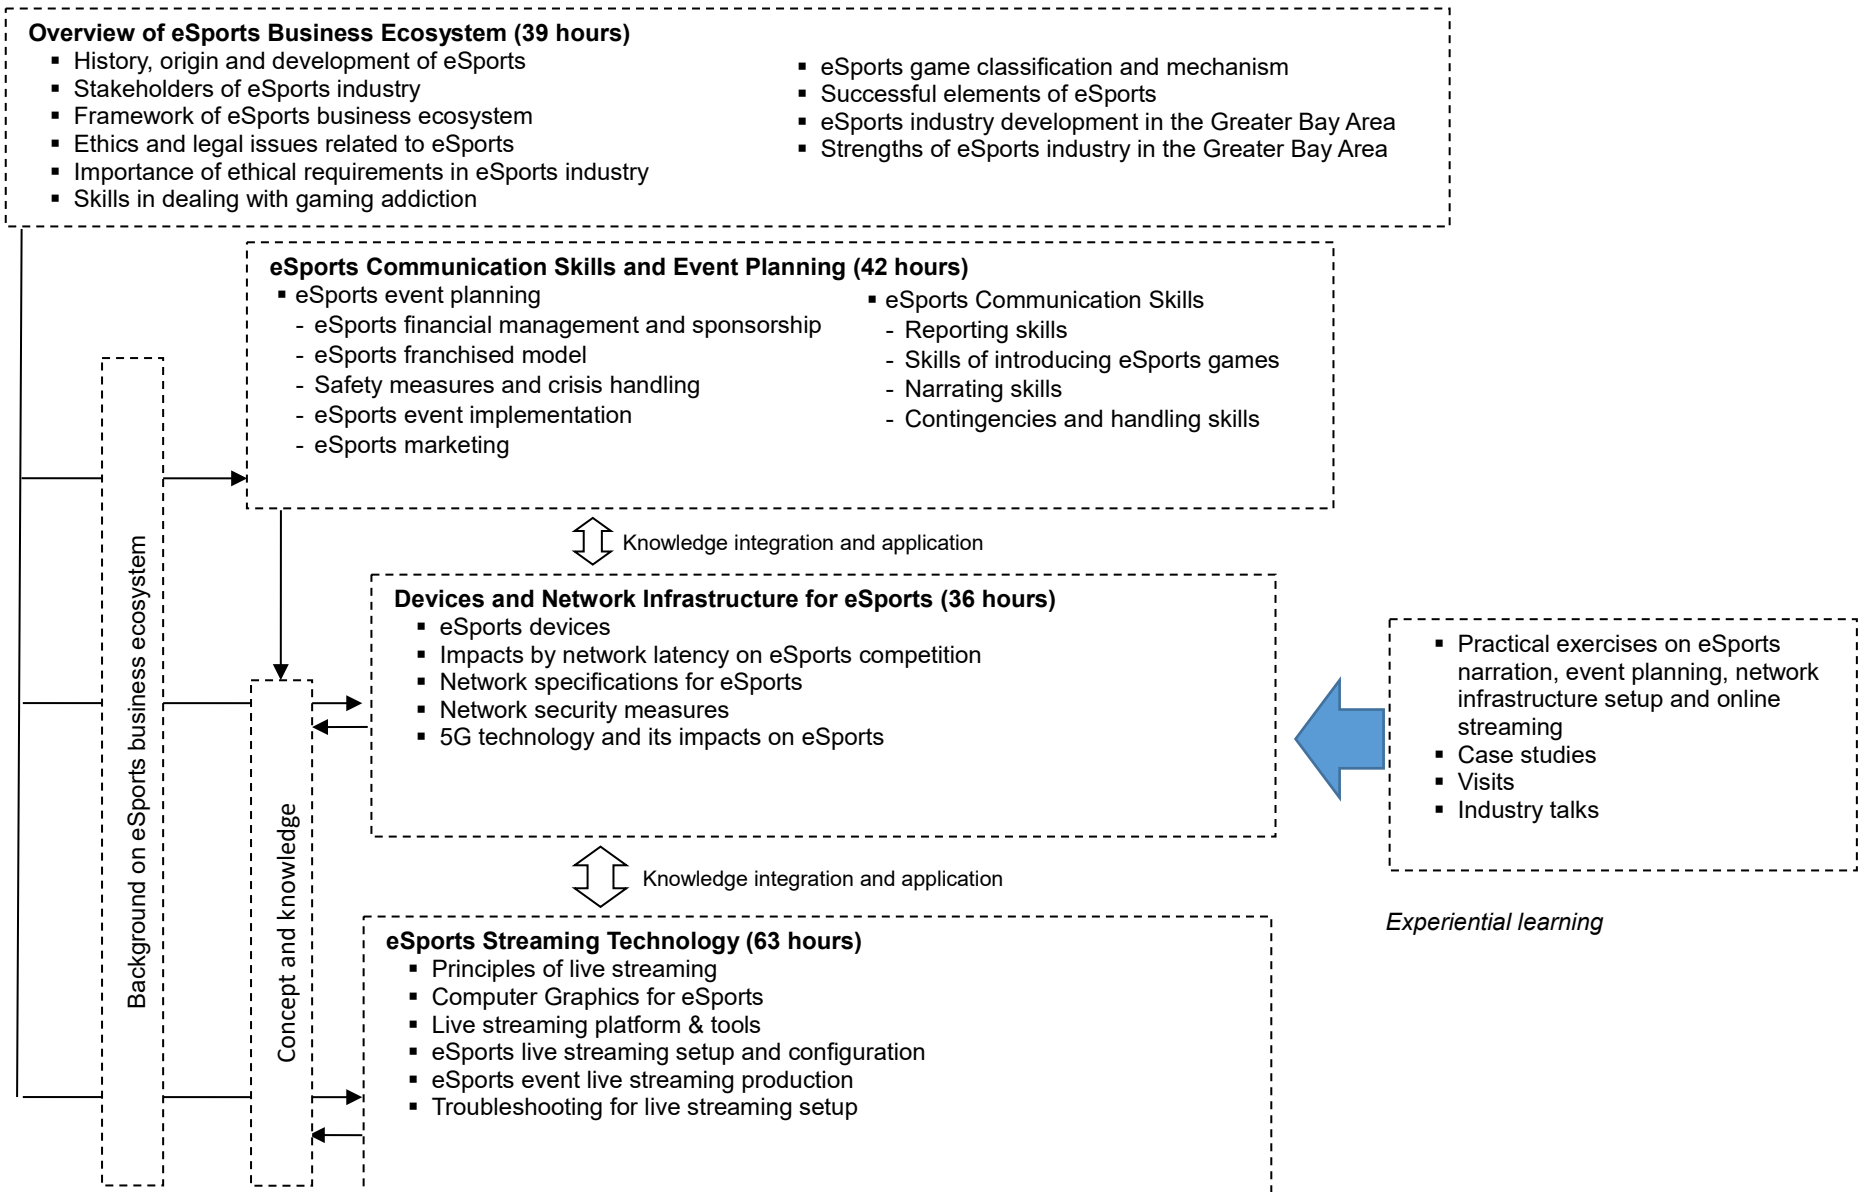 Overview of eSports Business Ecosystem (39 hours)
▪ History, origin and development of eSports
▪ Stakeholders of eSports industry
▪ Framework of eSports business ecosystem
▪ Ethics and legal issues related to eSports
▪ Importance of ethical requirements in eSports industry
▪ Skills in dealing with gaming addiction
▪ eSports game classification and mechanism
▪ Successful elements of eSports
▪ eSports industry development in the Greater Bay Area
▪ Strengths of eSports industry in the Greater Bay Area
eSports Communication Skills and Event Planning (42 hours)
▪ eSports event planning
- eSports financial management and sponsorship
- eSports franchised model
- Safety measures and crisis handling
- eSports event implementation
- eSports marketing
▪ eSports Communication Skills
- Reporting skills
- Skills of introducing eSports games
- Narrating skills
- Contingencies and handling skills
Background on eSports business ecosystem
Knowledge integration and application
Concept and knowledge
Devices and Network Infrastructure for eSports (36 hours)
▪ eSports devices
▪ Impacts by network latency on eSports competition
▪ Network specifications for eSports
▪ Network security measures
▪ 5G technology and its impacts on eSports
▪ Practical exercises on eSports
narration, event planning, network
infrastructure setup and online
streaming
▪ Case studies
▪ Visits
▪ Industry talks
Experiential learning
Knowledge integration and application
eSports Streaming Technology (63 hours)
▪ Principles of live streaming
▪ Computer Graphics for eSports
▪ Live streaming platform & tools
▪ eSports live streaming setup and configuration
▪ eSports event live streaming production
▪ Troubleshooting for live streaming setup